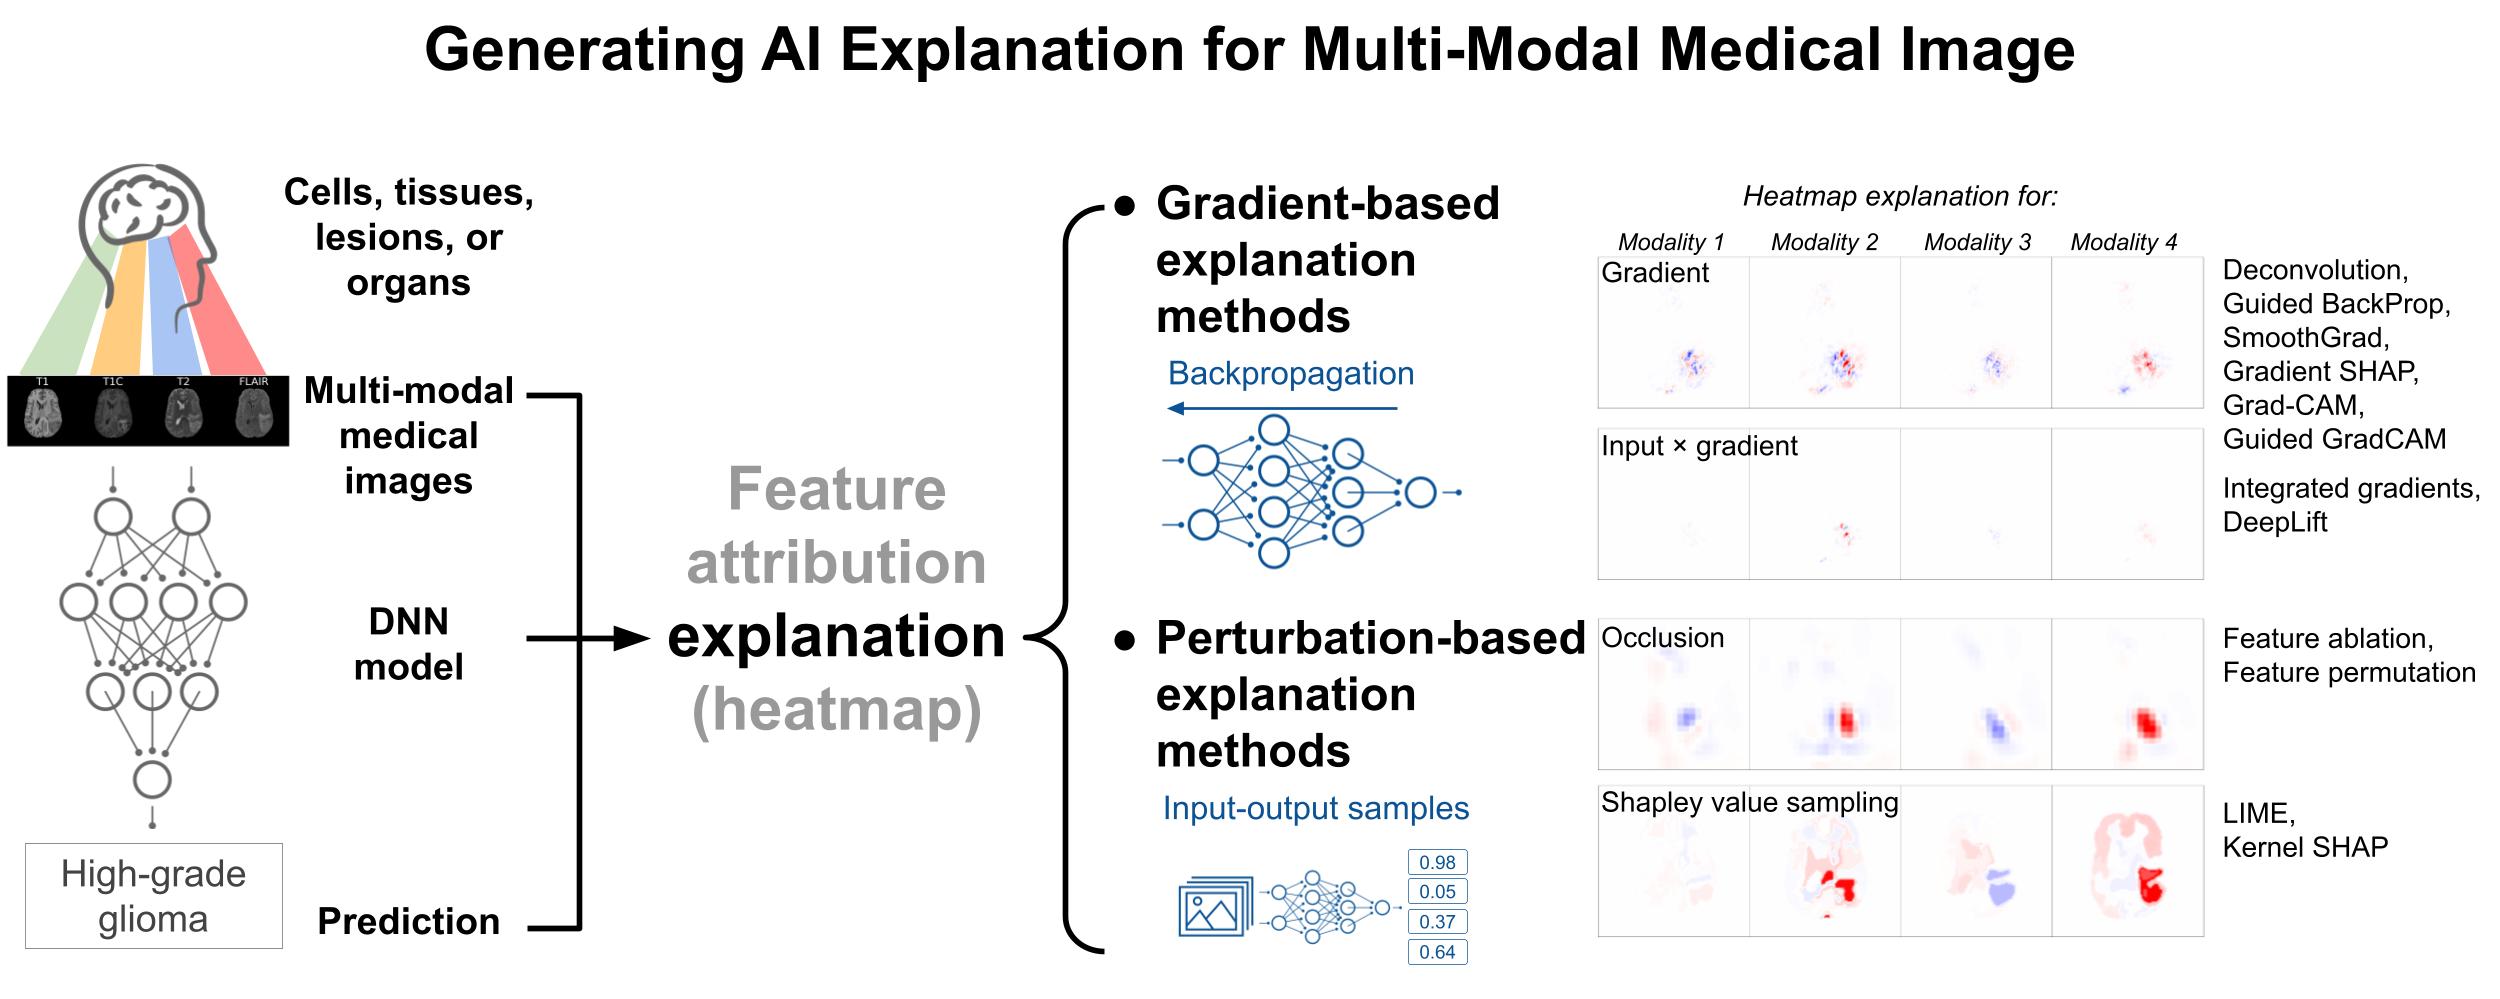 Generating AI Explanation for Multi-Modal Medical Image
Cells, tissues,
lesions, or
organs
T1
T1C
T2
FLAIR
Multi-modal
medical
images
DNN
model
High-grade
glioma
Prediction
Feature
attribution
explanation
(heatmap)
• Gradient-based
explanation
methods
Backpropagation
• Perturbation-based
explanation
methods
Input-output samples
0.98
0.05
0.37
0.64
Heatmap explanation for:
Modality 1
Modality 2
Modality 3
Modality 4
Gradient
Deconvolution,
Guided BackProp,
SmoothGrad,
Gradient SHAP,
Grad-CAM,
Guided GradCAM
Input × gradient
Integrated gradients,
DeepLift
Occlusion
Feature ablation,
Feature permutation
Shapley value sampling
LIME,
Kernel SHAP